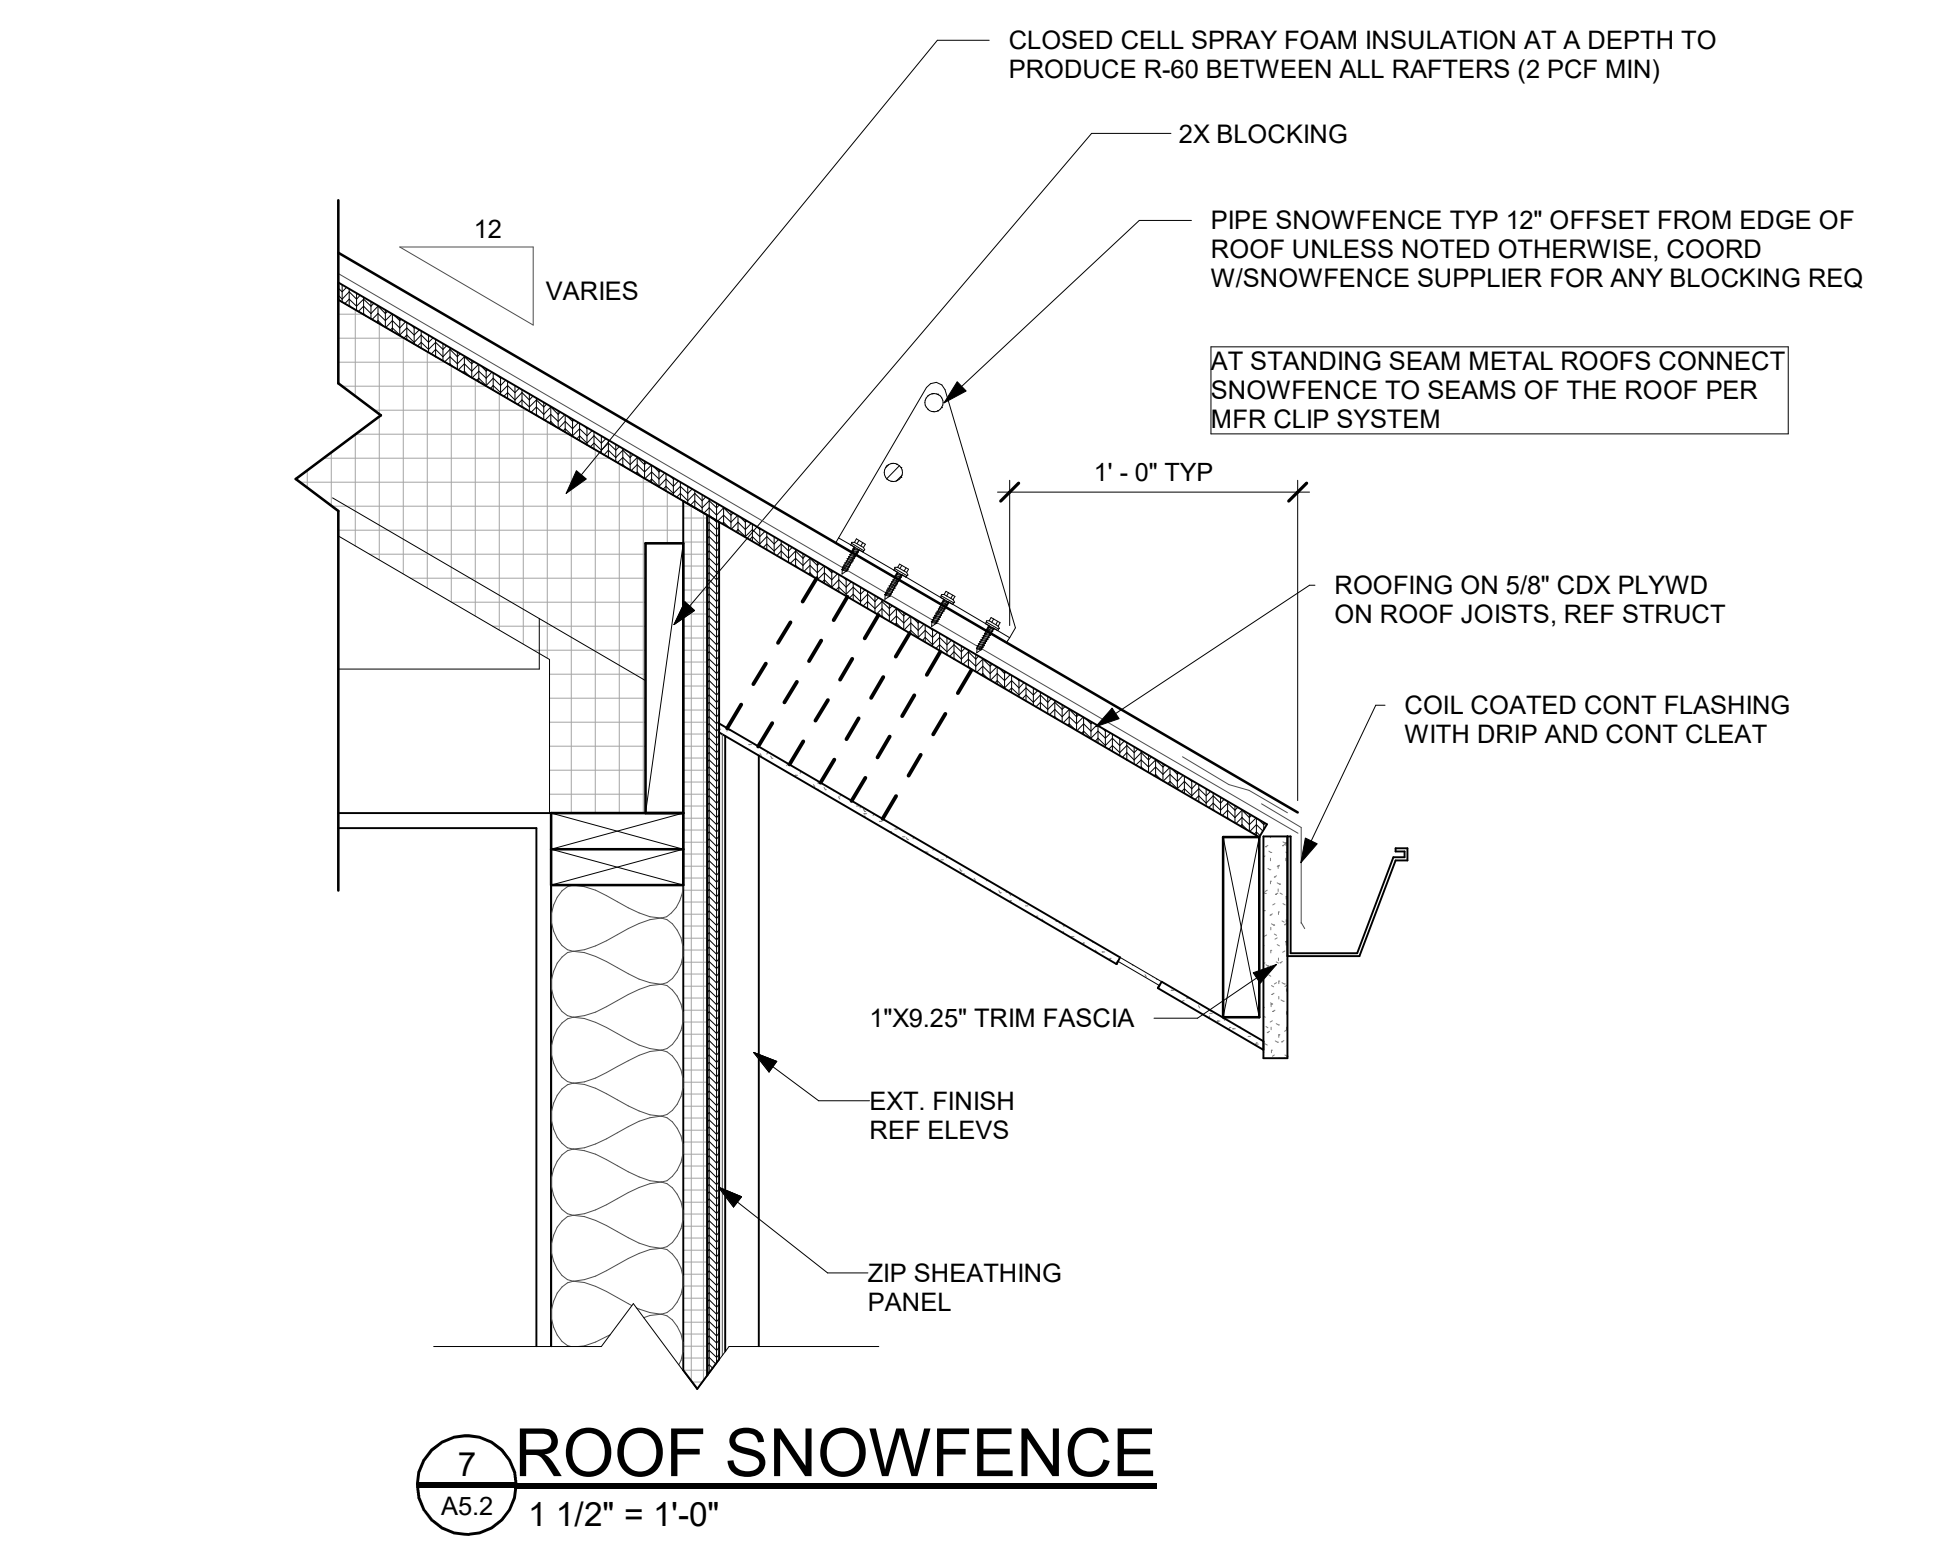 CLOSED CELL SPRAY FOAM INSULATION AT A DEPTH TO
PRODUCE R-60 BETWEEN ALL RAFTERS (2 PCF MIN)
2X BLOCKING
PIPE SNOWFENCE TYP 12" OFFSET FROM EDGE OF
ROOF UNLESS NOTED OTHERWISE, COORD
W/SNOWFENCE SUPPLIER FOR ANY BLOCKING REQ
12
VARIES
AT STANDING SEAM METAL ROOFS CONNECT
SNOWFENCE TO SEAMS OF THE ROOF PER
MFR CLIP SYSTEM
1' - 0" TYP
ROOFING ON 5/8" CDX PLYWD
ON ROOF JOISTS, REF STRUCT
COIL COATED CONT FLASHING
WITH DRIP AND CONT CLEAT
1"X9.25" TRIM FASCIA
EXT. FINISH
REF ELEVS
ZIP SHEATHING
PANEL
7
A5.2
ROOF SNOWFENCE
1 1/2" = 1'-0"